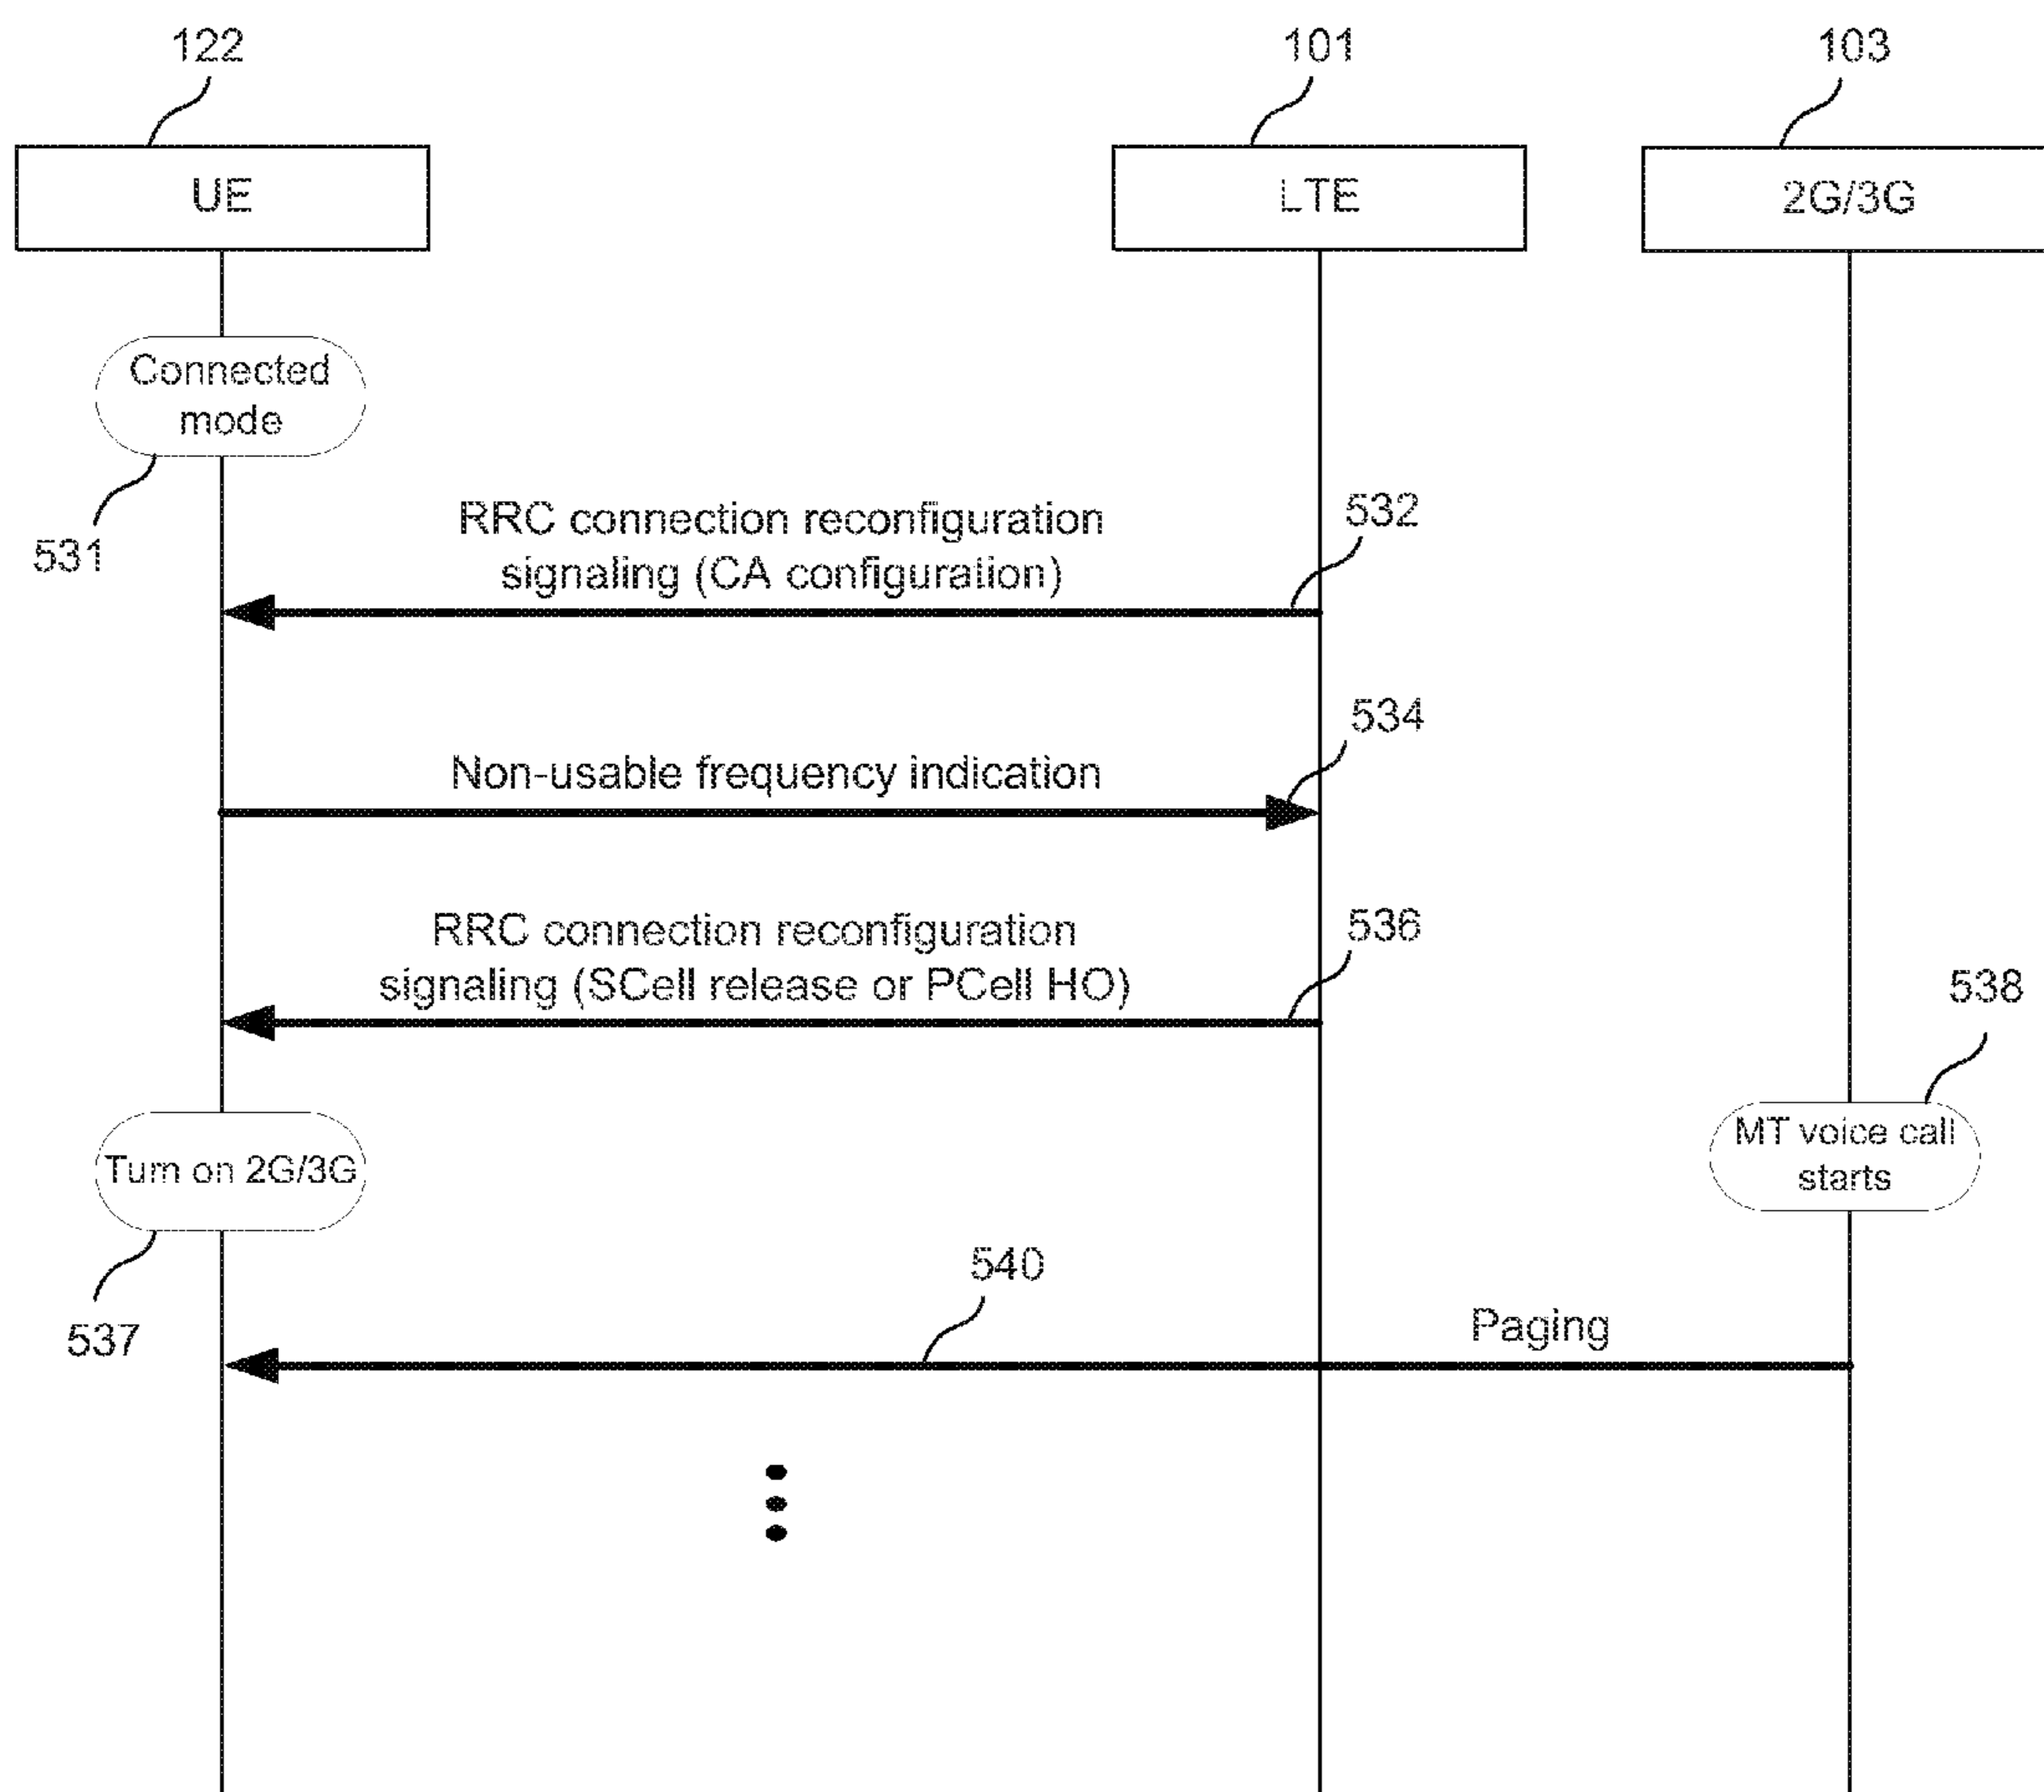 122
101
103
UE
LTE
2G/3G
Connected
mode
531
RRC connection reconfiguration
signaling (CA configuration)
532
534
Non-usable frequency indication
RRC connection reconfiguration
signaling (SCell release or PCell HO)
536
538
MT voice call
starts
Turn on 2G/3G
537
540
Paging